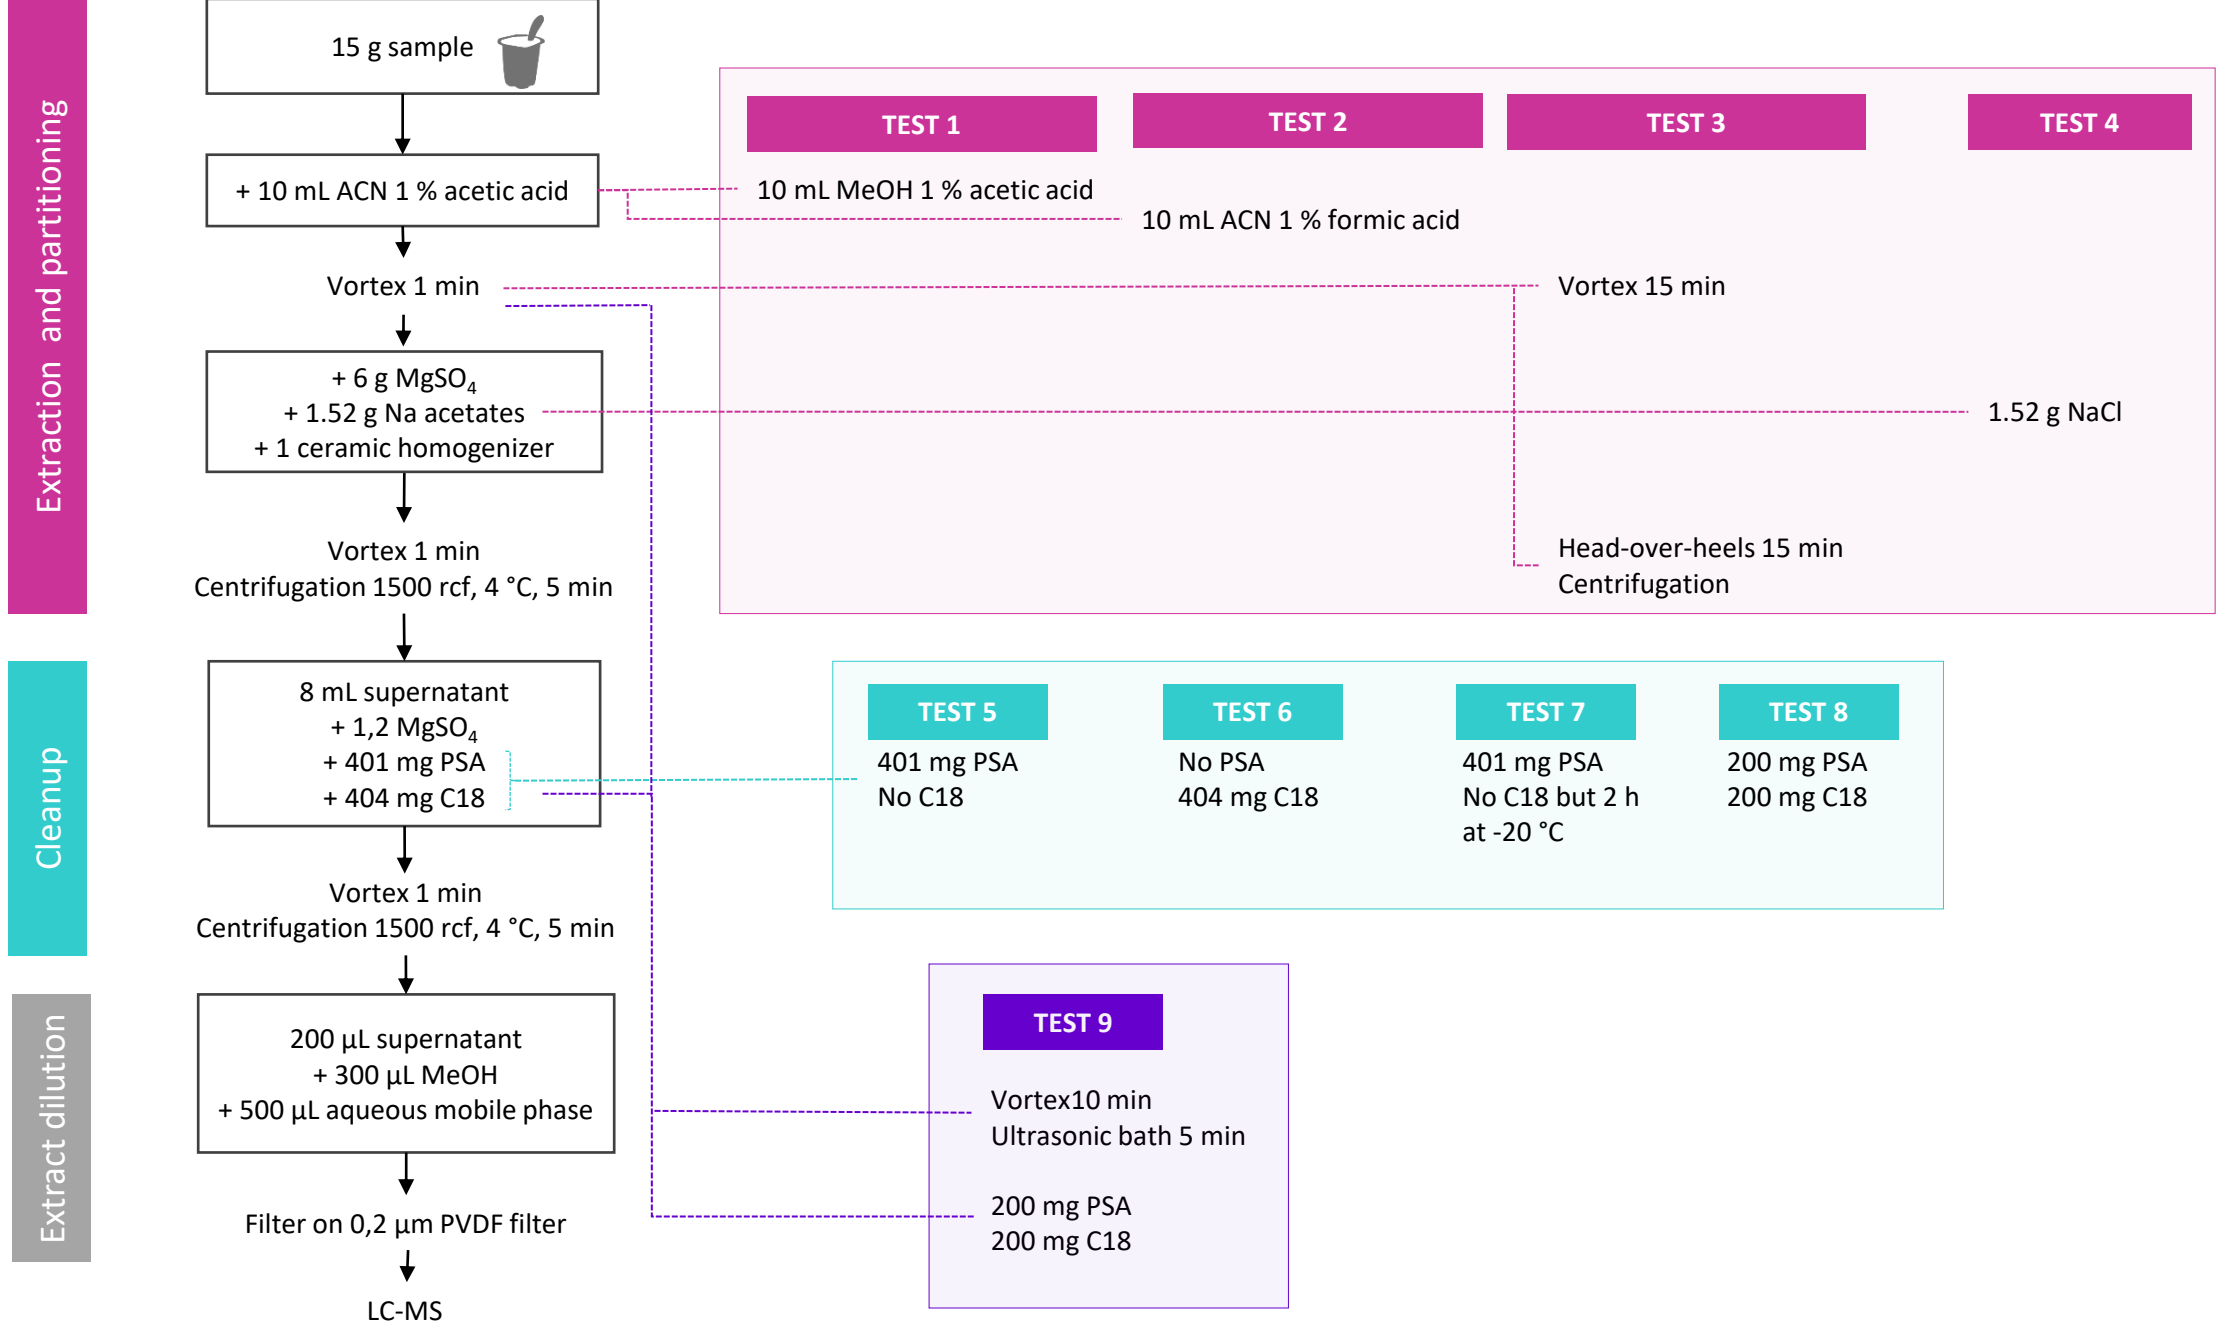 Extraction and partitioning
15 g sample
+ 10 mL ACN 1 % acetic acid
Vortex 1 min
+ 6 g MgSO₄
+ 1.52 g Na acetates
+ 1 ceramic homogenizer
Vortex 1 min
Centrifugation 1500 rcf, 4 °C, 5 min
TEST 1
10 mL MeOH 1 % acetic acid
TEST 2
10 mL ACN 1 % formic acid
TEST 3
Vortex 15 min
Head-over-heels 15 min
Centrifugation
TEST 4
1.52 g NaCl
Cleanup
8 mL supernatant
+ 1,2 MgSO₄
+ 401 mg PSA
+ 404 mg C18
Vortex 1 min
Centrifugation 1500 rcf, 4 °C, 5 min
TEST 5
401 mg PSA
No C18
TEST 6
No PSA
404 mg C18
TEST 7
401 mg PSA
No C18 but 2 h
at -20 °C
TEST 8
200 mg PSA
200 mg C18
Extract dilution
200 µL supernatant
+ 300 µL MeOH
+ 500 µL aqueous mobile phase
Filter on 0,2 µm PVDF filter
LC-MS
TEST 9
Vortex10 min
Ultrasonic bath 5 min
200 mg PSA
200 mg C18